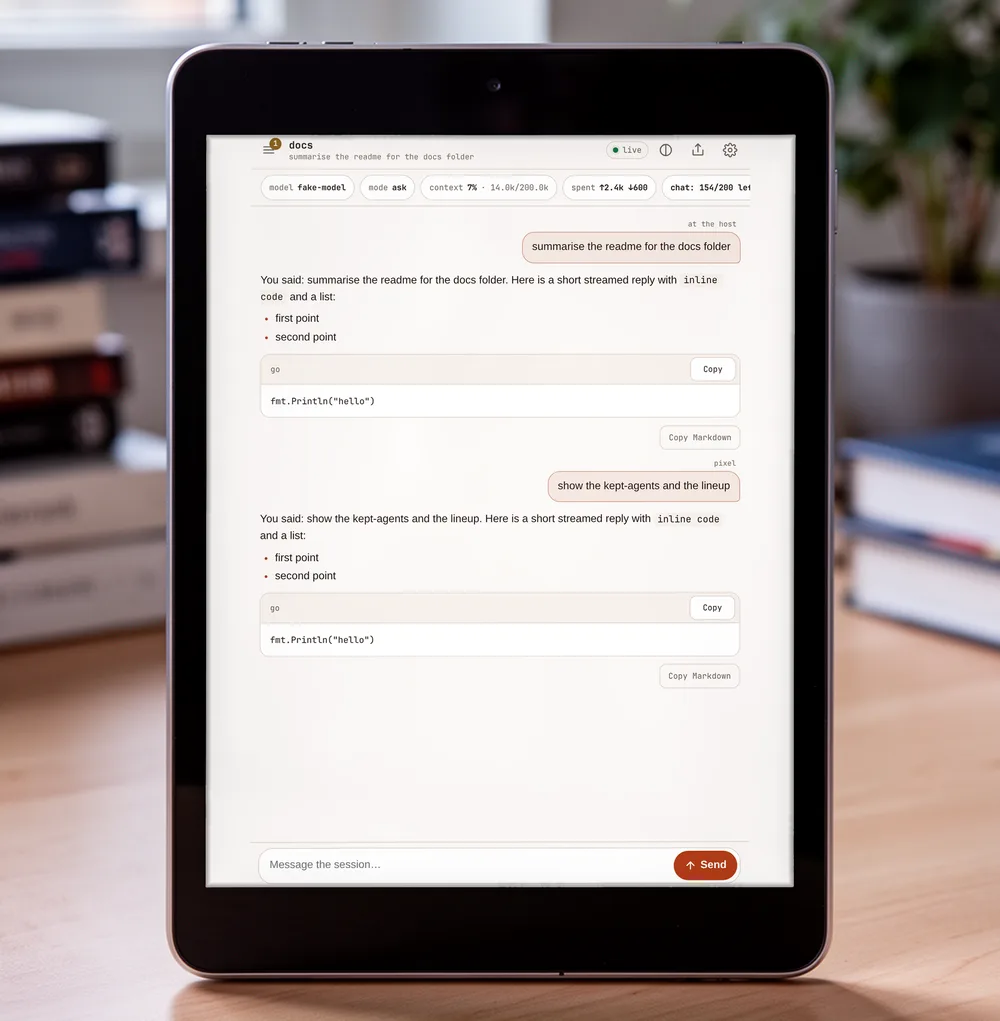 1
docs
summarise the readme for the docs folder
live
model fake-model
mode ask
context 7% · 14.0k/200.0k
spent ↑2.4k ↓600
chat: 154/200 lef
at the host
summarise the readme for the docs folder
You said: summarise the readme for the docs folder. Here is a short streamed reply with inline
code and a list:
• first point
• second point
go
Copy
fmt.Println("hello")
Copy Markdown
pixel
show the kept-agents and the lineup
You said: show the kept-agents and the lineup. Here is a short streamed reply with inline code
and a list:
• first point
• second point
go
Copy
fmt.Println("hello")
Copy Markdown
Message the session…
↑ Send